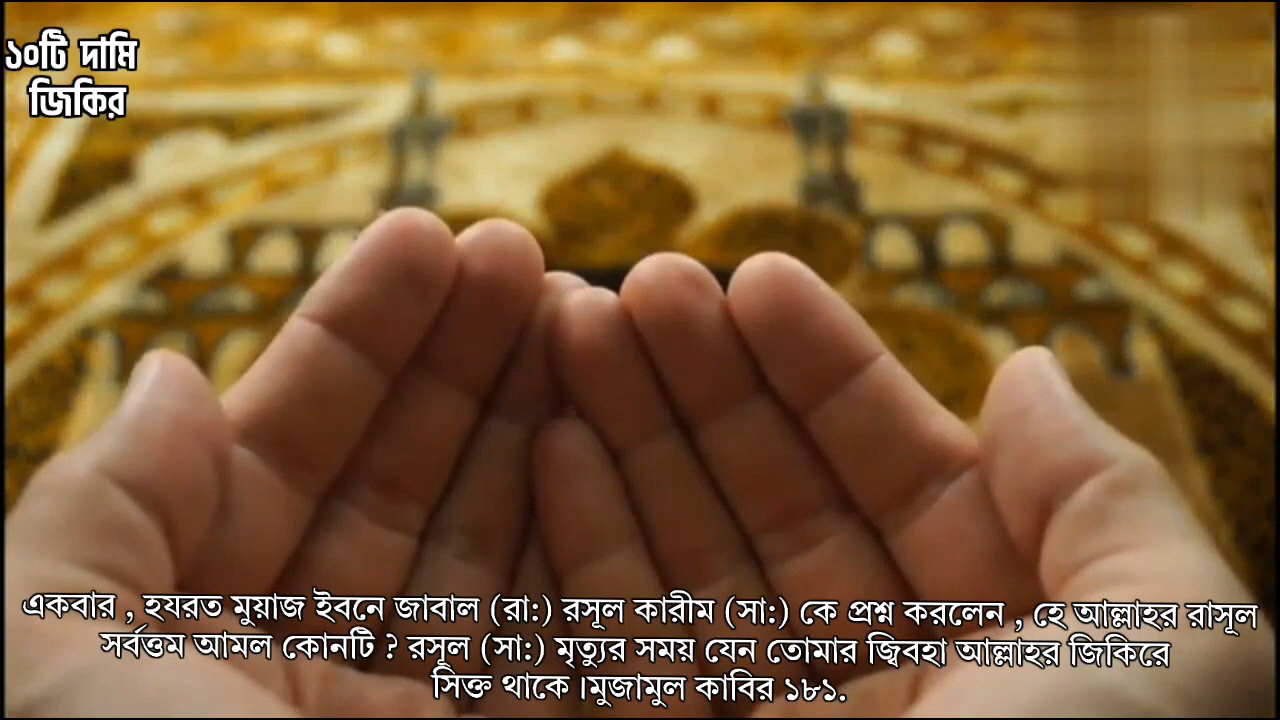 ১০টি দামি
জিকির
একবার , হযরত মুয়াজ ইবনে জাবাল (রা:) রসূল কারীম (সা:) কে প্রশ্ন করলেন , হে আল্লাহর রাসূল
সর্বত্তম আমল কোনটি ? রসূল (সা:) মৃত্যুর সময় যেন তোমার জ্বিবহা আল্লাহর জিকিরে
সিক্ত থাকে।মুজামুল কাবির ১৮১.